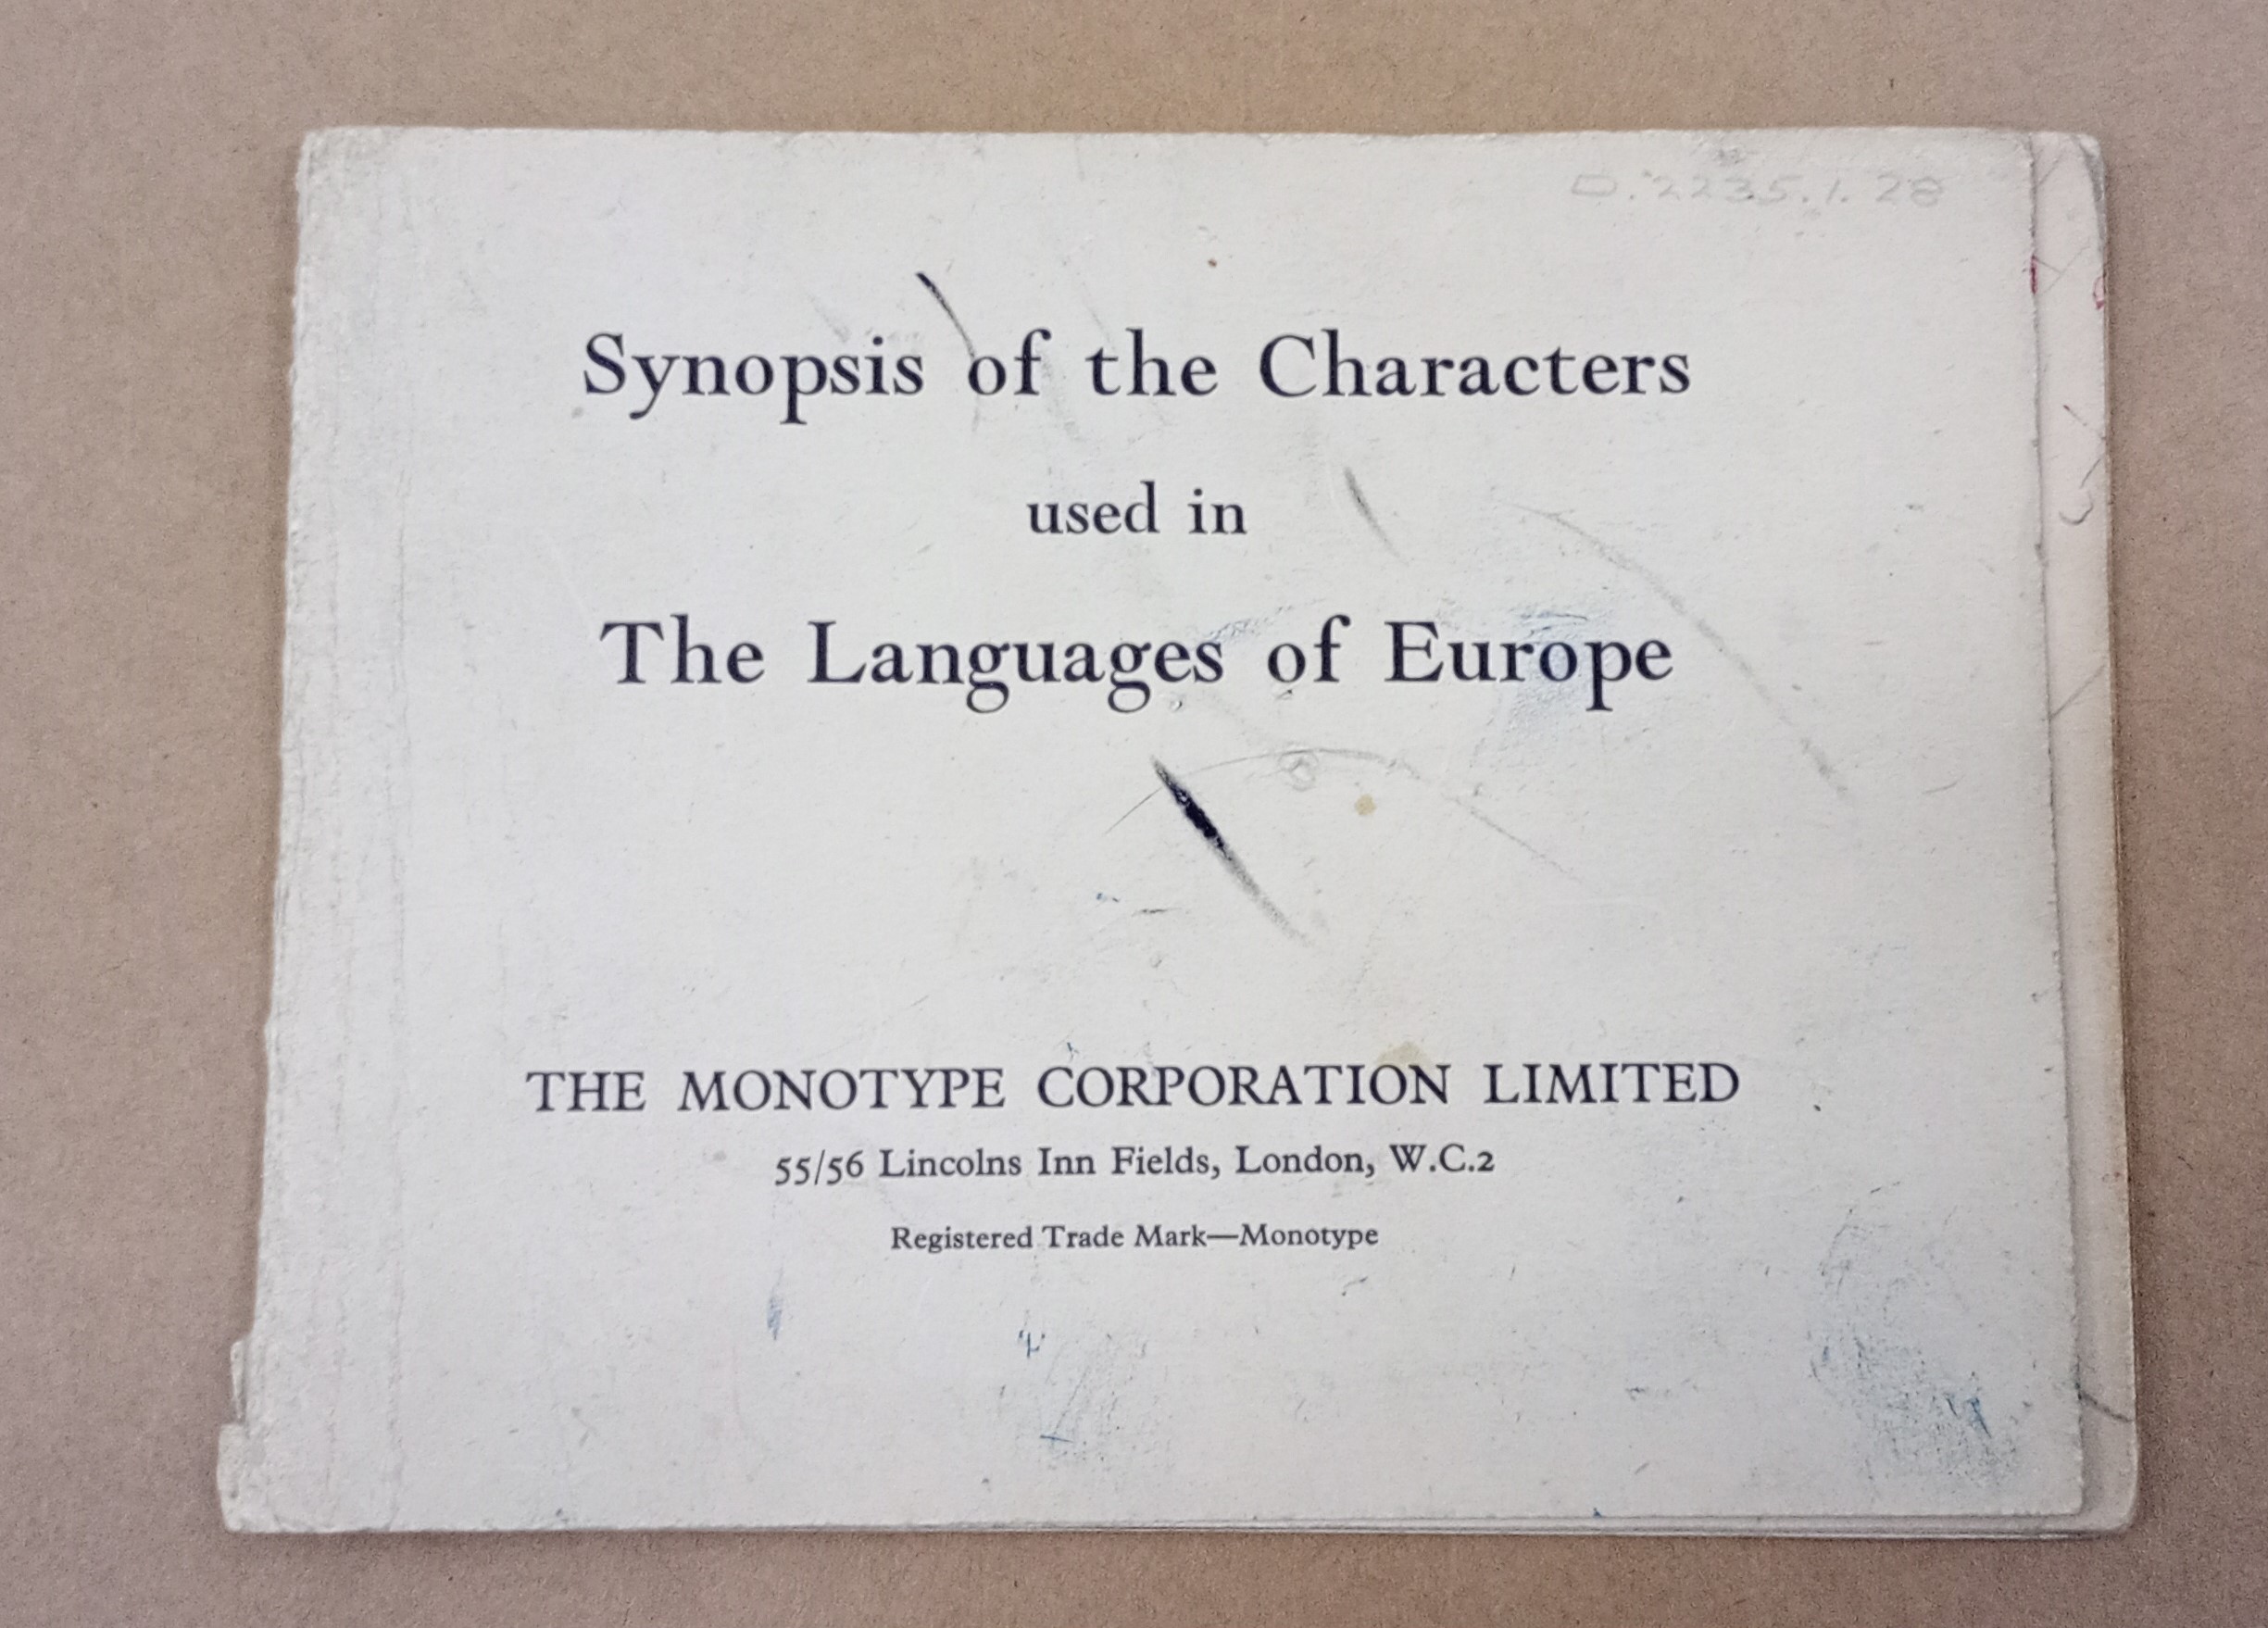 D.2235.1.28
Synopsis of the Characters
used in
The Languages of Europe
THE MONOTYPE CORPORATION LIMITED
55/56 Lincolns Inn Fields, London, W.C.2
Registered Trade Mark—Monotype